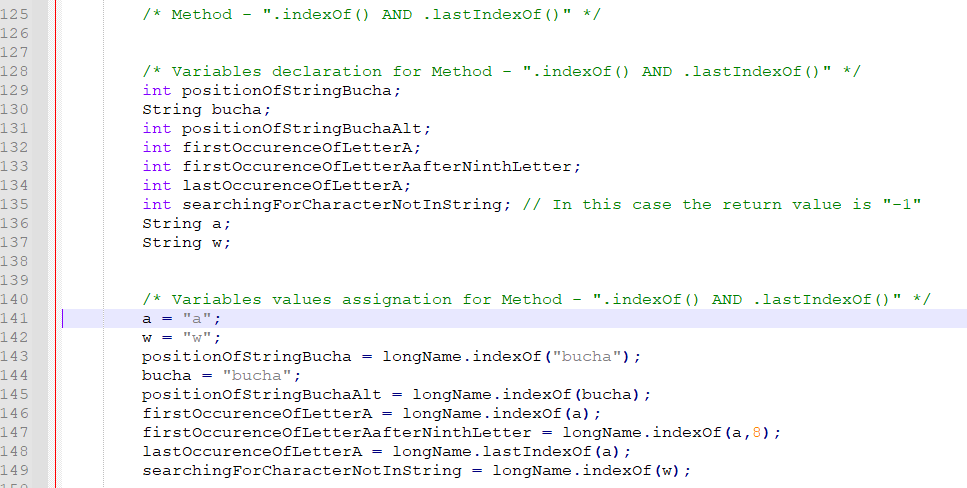 125 /* Method - ".indexOf() AND .lastIndexOf()" */
126
127
128 /* Variables declaration for Method - ".indexOf() AND .lastIndexOf()" */
129 int positionOfStringBucha;
130 String bucha;
131 int positionOfStringBuchaAlt;
132 int firstOccurenceOfLetterA;
133 int firstOccurenceOfLetterAafterNinthLetter;
134 int lastOccurenceOfLetterA;
135 int searchingForCharacterNotInString; // In this case the return value is "-1"
136 String a;
137 String w;
138
139
140 /* Variables values assignation for Method - ".indexOf() AND .lastIndexOf()" */
141 a = "a";
142 w = "w";
143 positionOfStringBucha = longName.indexOf("bucha");
144 bucha = "bucha";
145 positionOfStringBuchaAlt = longName.indexOf(bucha);
146 firstOccurenceOfLetterA = longName.indexOf(a);
147 firstOccurenceOfLetterAafterNinthLetter = longName.indexOf(a,8);
148 lastOccurenceOfLetterA = longName.lastIndexOf(a);
149 searchingForCharacterNotInString = longName.indexOf(w);